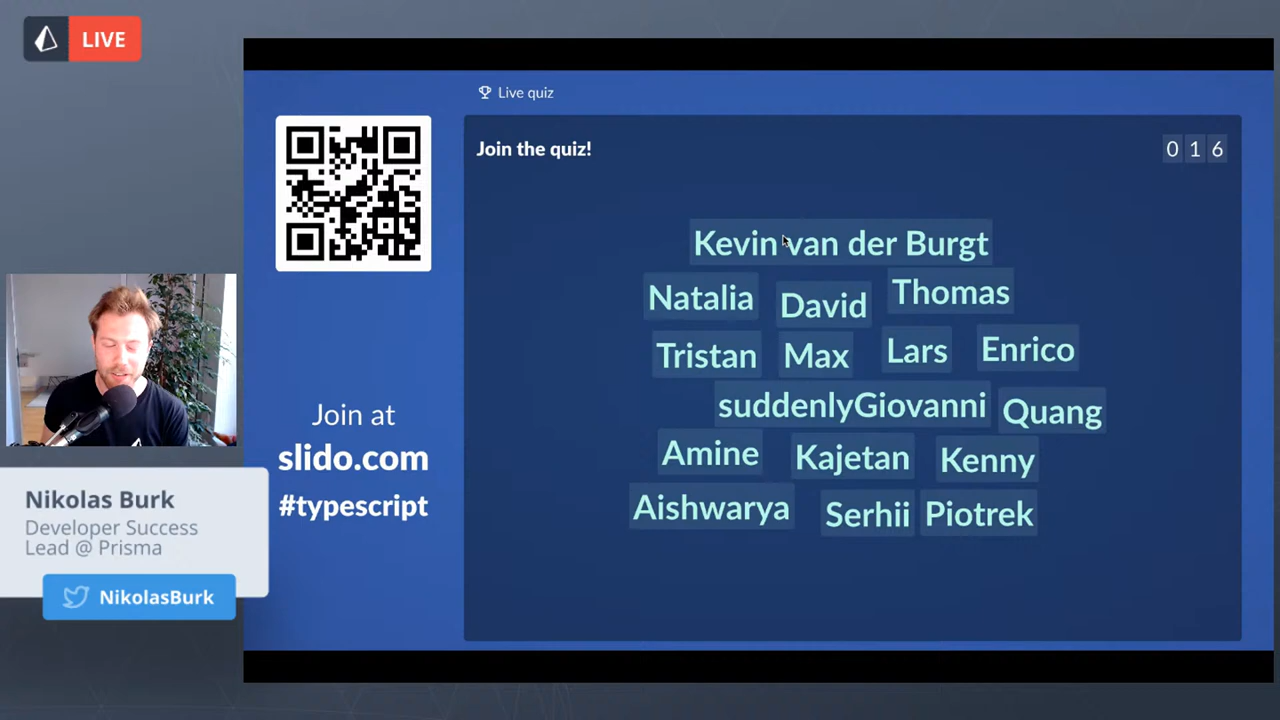 LIVE
Live quiz
Join the quiz!
0 1 6
Kevin van der Burgt
Natalia David Thomas
Tristan Max Lars Enrico
suddenlyGiovanni Quang
Amine Kajetan Kenny
Aishwarya Serhii Piotrek
Join at
slido.com
#typescript
Nikolas Burk
Developer Success
Lead @ Prisma
NikolasBurk